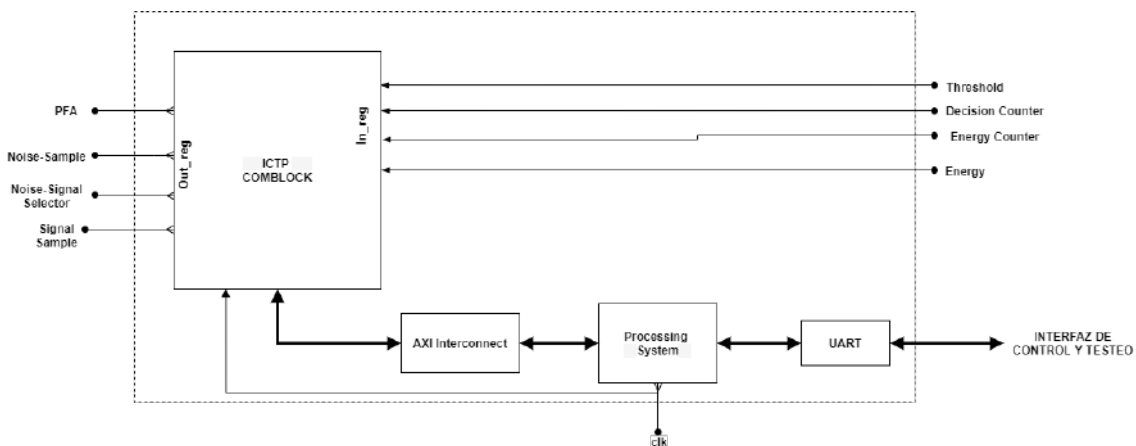 PFA
Noise-Sample
Noise-Signal
Selector
Signal
Sample
Out_reg
ICTP
COMBLOCK
In_reg
Threshold
Decision Counter
Energy Counter
Energy
AXI Interconnect
Processing
System
UART
INTERFAZ DE
CONTROL Y TESTEO
clk